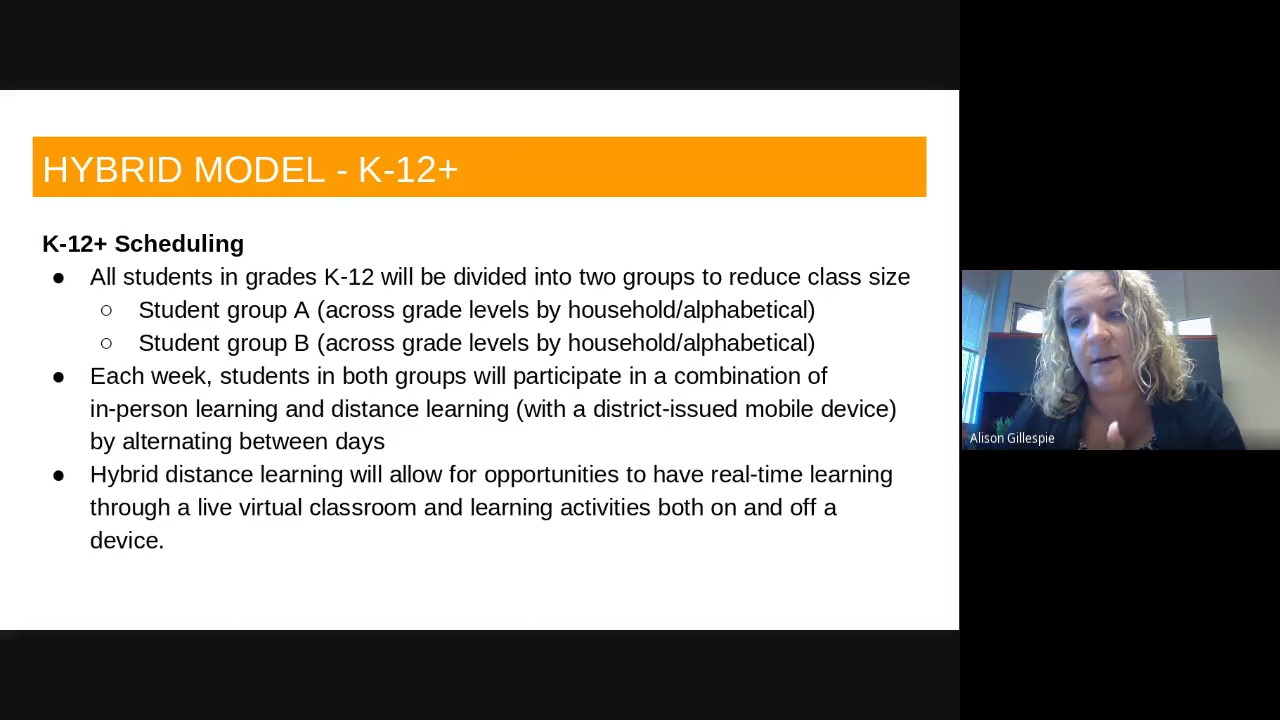 HYBRID MODEL - K-12+
K-12+ Scheduling
● All students in grades K-12 will be divided into two groups to reduce class size
○ Student group A (across grade levels by household/alphabetical)
○ Student group B (across grade levels by household/alphabetical)
● Each week, students in both groups will participate in a combination of
in-person learning and distance learning (with a district-issued mobile device)
by alternating between days
● Hybrid distance learning will allow for opportunities to have real-time learning
through a live virtual classroom and learning activities both on and off a
device.
Alison Gillespie